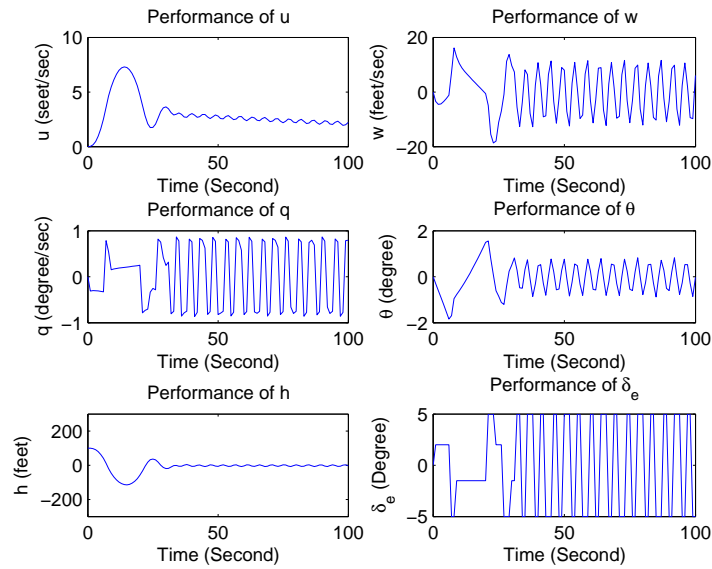 Performance of u
10
5
0
u (seet/sec)
0
50
100
Time (Second)
Performance of w
20
0
−20
w (feet/sec)
0
50
100
Time (Second)
Performance of q
1
0
−1
q (degree/sec)
0
50
100
Time (Second)
Performance of θ
2
0
−2
θ (degree)
0
50
100
Time (Second)
Performance of h
200
0
−200
h (feet)
0
50
100
Time (Second)
Performance of δ_e
5
0
−5
δ_e (Degree)
0
50
100
Time (Second)